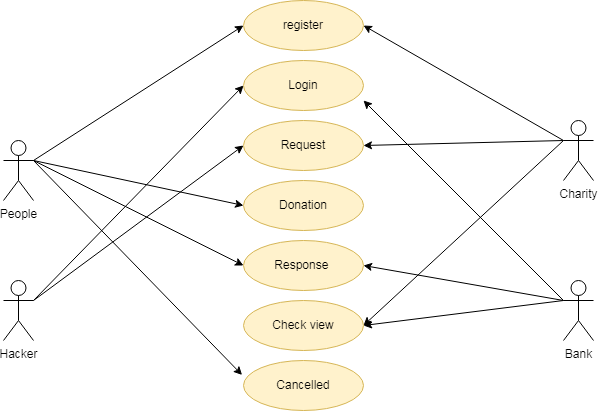 register
Login
Request
Donation
Response
Check view
Cancelled
People
Hacker
Charity
Bank